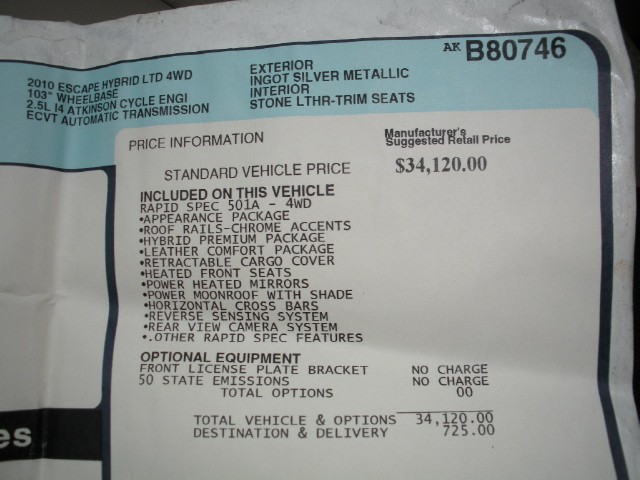 AK B80746
2010 ESCAPE HYBRID LTD 4WD
103" WHEELBASE
2.5L I4 ATKINSON CYCLE ENGI
ECVT AUTOMATIC TRANSMISSION
EXTERIOR
INGOT SILVER METALLIC
INTERIOR
STONE LTHR-TRIM SEATS
PRICE INFORMATION
Manufacturer's
Suggested Retail Price
STANDARD VEHICLE PRICE $34,120.00
INCLUDED ON THIS VEHICLE
RAPID SPEC 501A - 4WD
•APPEARANCE PACKAGE
•ROOF RAILS-CHROME ACCENTS
•HYBRID PREMIUM PACKAGE
•LEATHER COMFORT PACKAGE
•RETRACTABLE CARGO COVER
•HEATED FRONT SEATS
•POWER HEATED MIRRORS
•POWER MOONROOF WITH SHADE
•HORIZONTAL CROSS BARS
•REVERSE SENSING SYSTEM
•REAR VIEW CAMERA SYSTEM
•.OTHER RAPID SPEC FEATURES
OPTIONAL EQUIPMENT
FRONT LICENSE PLATE BRACKET NO CHARGE
50 STATE EMISSIONS NO CHARGE
TOTAL OPTIONS 00
TOTAL VEHICLE & OPTIONS 34,120.00
DESTINATION & DELIVERY 725.00
es